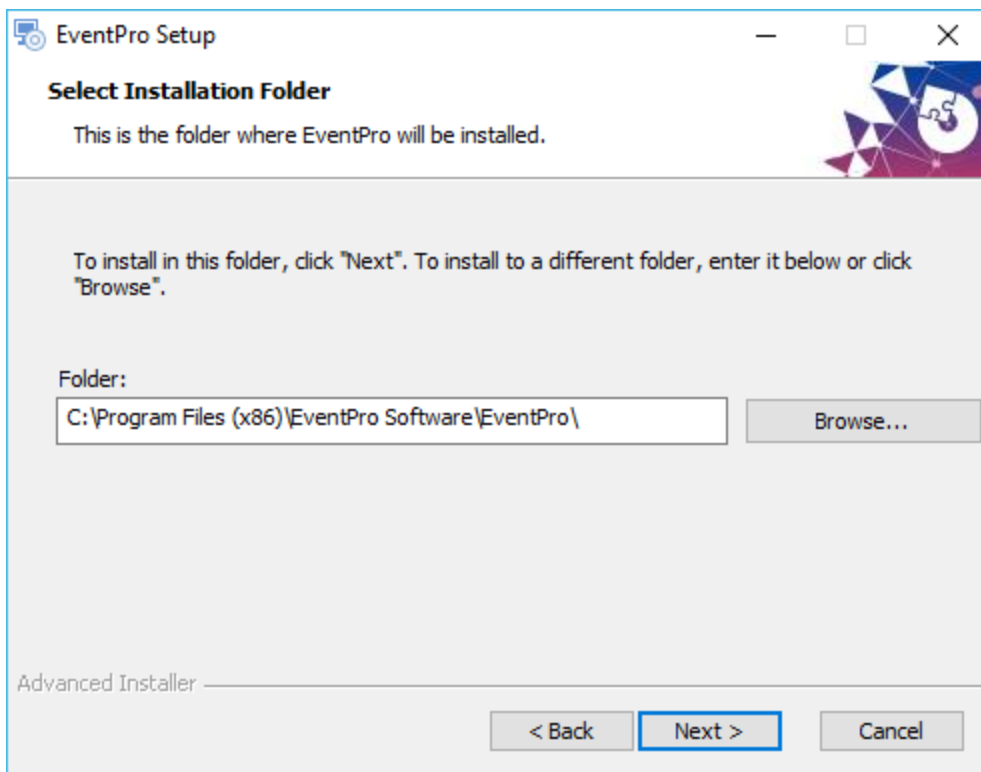 EventPro Setup
Select Installation Folder
This is the folder where EventPro will be installed.
To install in this folder, click "Next". To install to a different folder, enter it below or click
"Browse".
Folder:
C:\Program Files (x86)\EventPro Software\EventPro\
Browse...
Advanced Installer
< Back
Next >
Cancel